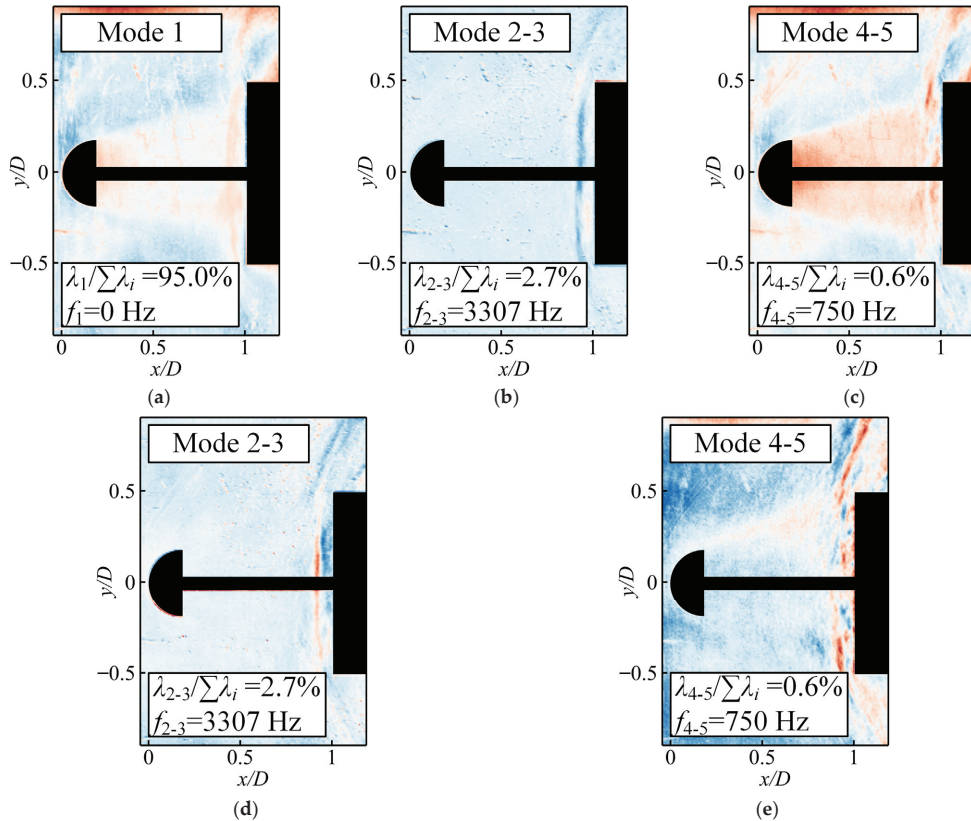 Mode 1
0.5
0
−0.5
y/D
λ1/∑λi=95.0%
f1=0 Hz
0 0.5 1
x/D
(a)
Mode 2-3
0.5
0
−0.5
y/D
λ2-3/∑λi=2.7%
f2-3=3307 Hz
0 0.5 1
x/D
(b)
Mode 4-5
0.5
0
−0.5
y/D
λ4-5/∑λi=0.6%
f4-5=750 Hz
0 0.5 1
x/D
(c)
Mode 2-3
0.5
0
−0.5
y/D
λ2-3/∑λi=2.7%
f2-3=3307 Hz
0 0.5 1
x/D
(d)
Mode 4-5
0.5
0
−0.5
y/D
λ4-5/∑λi=0.6%
f4-5=750 Hz
0 0.5 1
x/D
(e)